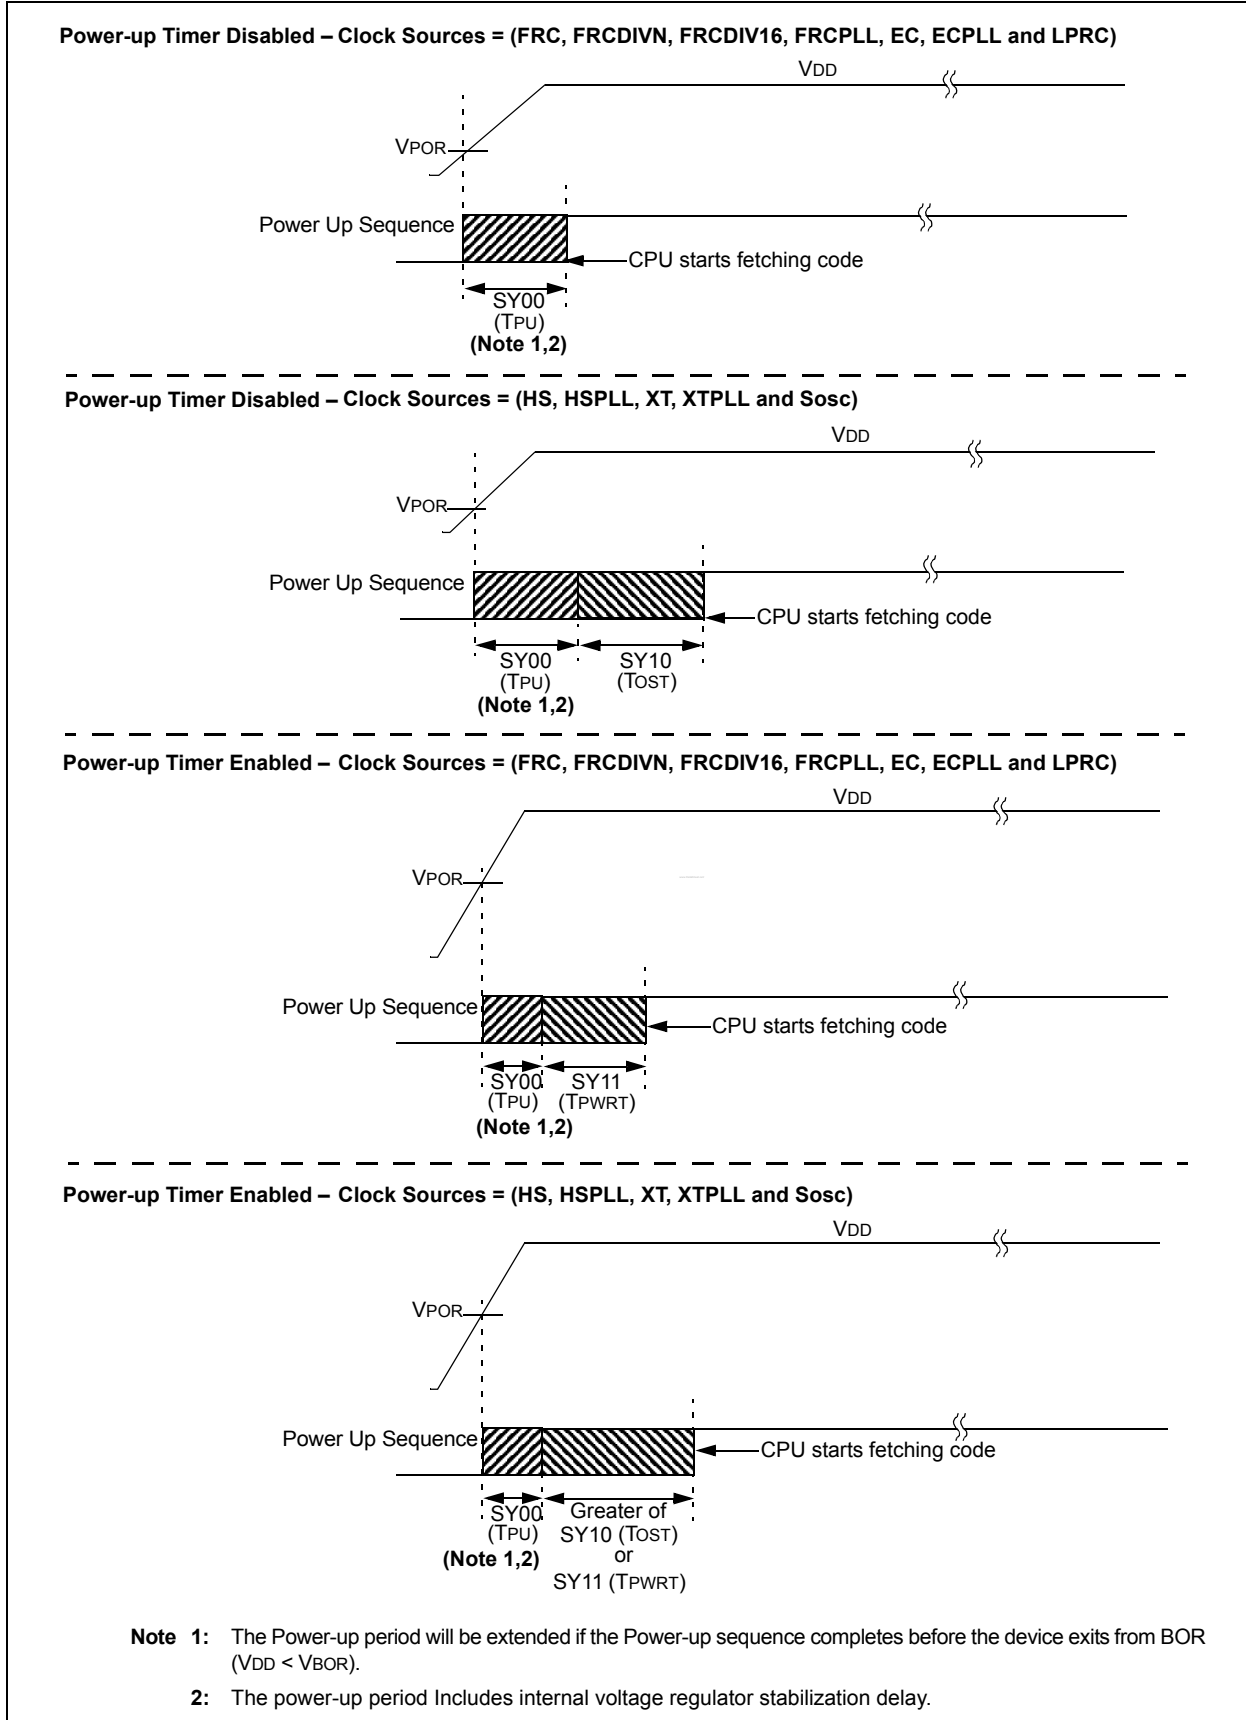 Power-up Timer Disabled – Clock Sources = (FRC, FRCDIVN, FRCDIV16, FRCPLL, EC, ECPLL and LPRC)
VDD
VPOR
Power Up Sequence
CPU starts fetching code
SY00
(TPU)
(Note 1,2)
Power-up Timer Disabled – Clock Sources = (HS, HSPLL, XT, XTPLL and Sosc)
VDD
VPOR
Power Up Sequence
CPU starts fetching code
SY00 SY10
(TPU) (TOST)
(Note 1,2)
Power-up Timer Enabled – Clock Sources = (FRC, FRCDIVN, FRCDIV16, FRCPLL, EC, ECPLL and LPRC)
VDD
VPOR
Power Up Sequence
CPU starts fetching code
SY00 SY11
(TPU) (TPWRT)
(Note 1,2)
Power-up Timer Enabled – Clock Sources = (HS, HSPLL, XT, XTPLL and Sosc)
VDD
VPOR
Power Up Sequence
CPU starts fetching code
SY00 Greater of
(TPU) SY10 (TOST)
(Note 1,2) or
SY11 (TPWRT)
Note 1: The Power-up period will be extended if the Power-up sequence completes before the device exits from BOR
(VDD < VBOR).
2: The power-up period Includes internal voltage regulator stabilization delay.